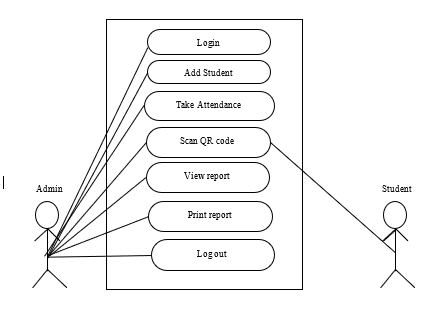 Login
Add Student
Take Attendance
Scan QR code
View report
Admin
Student
Print report
Log out